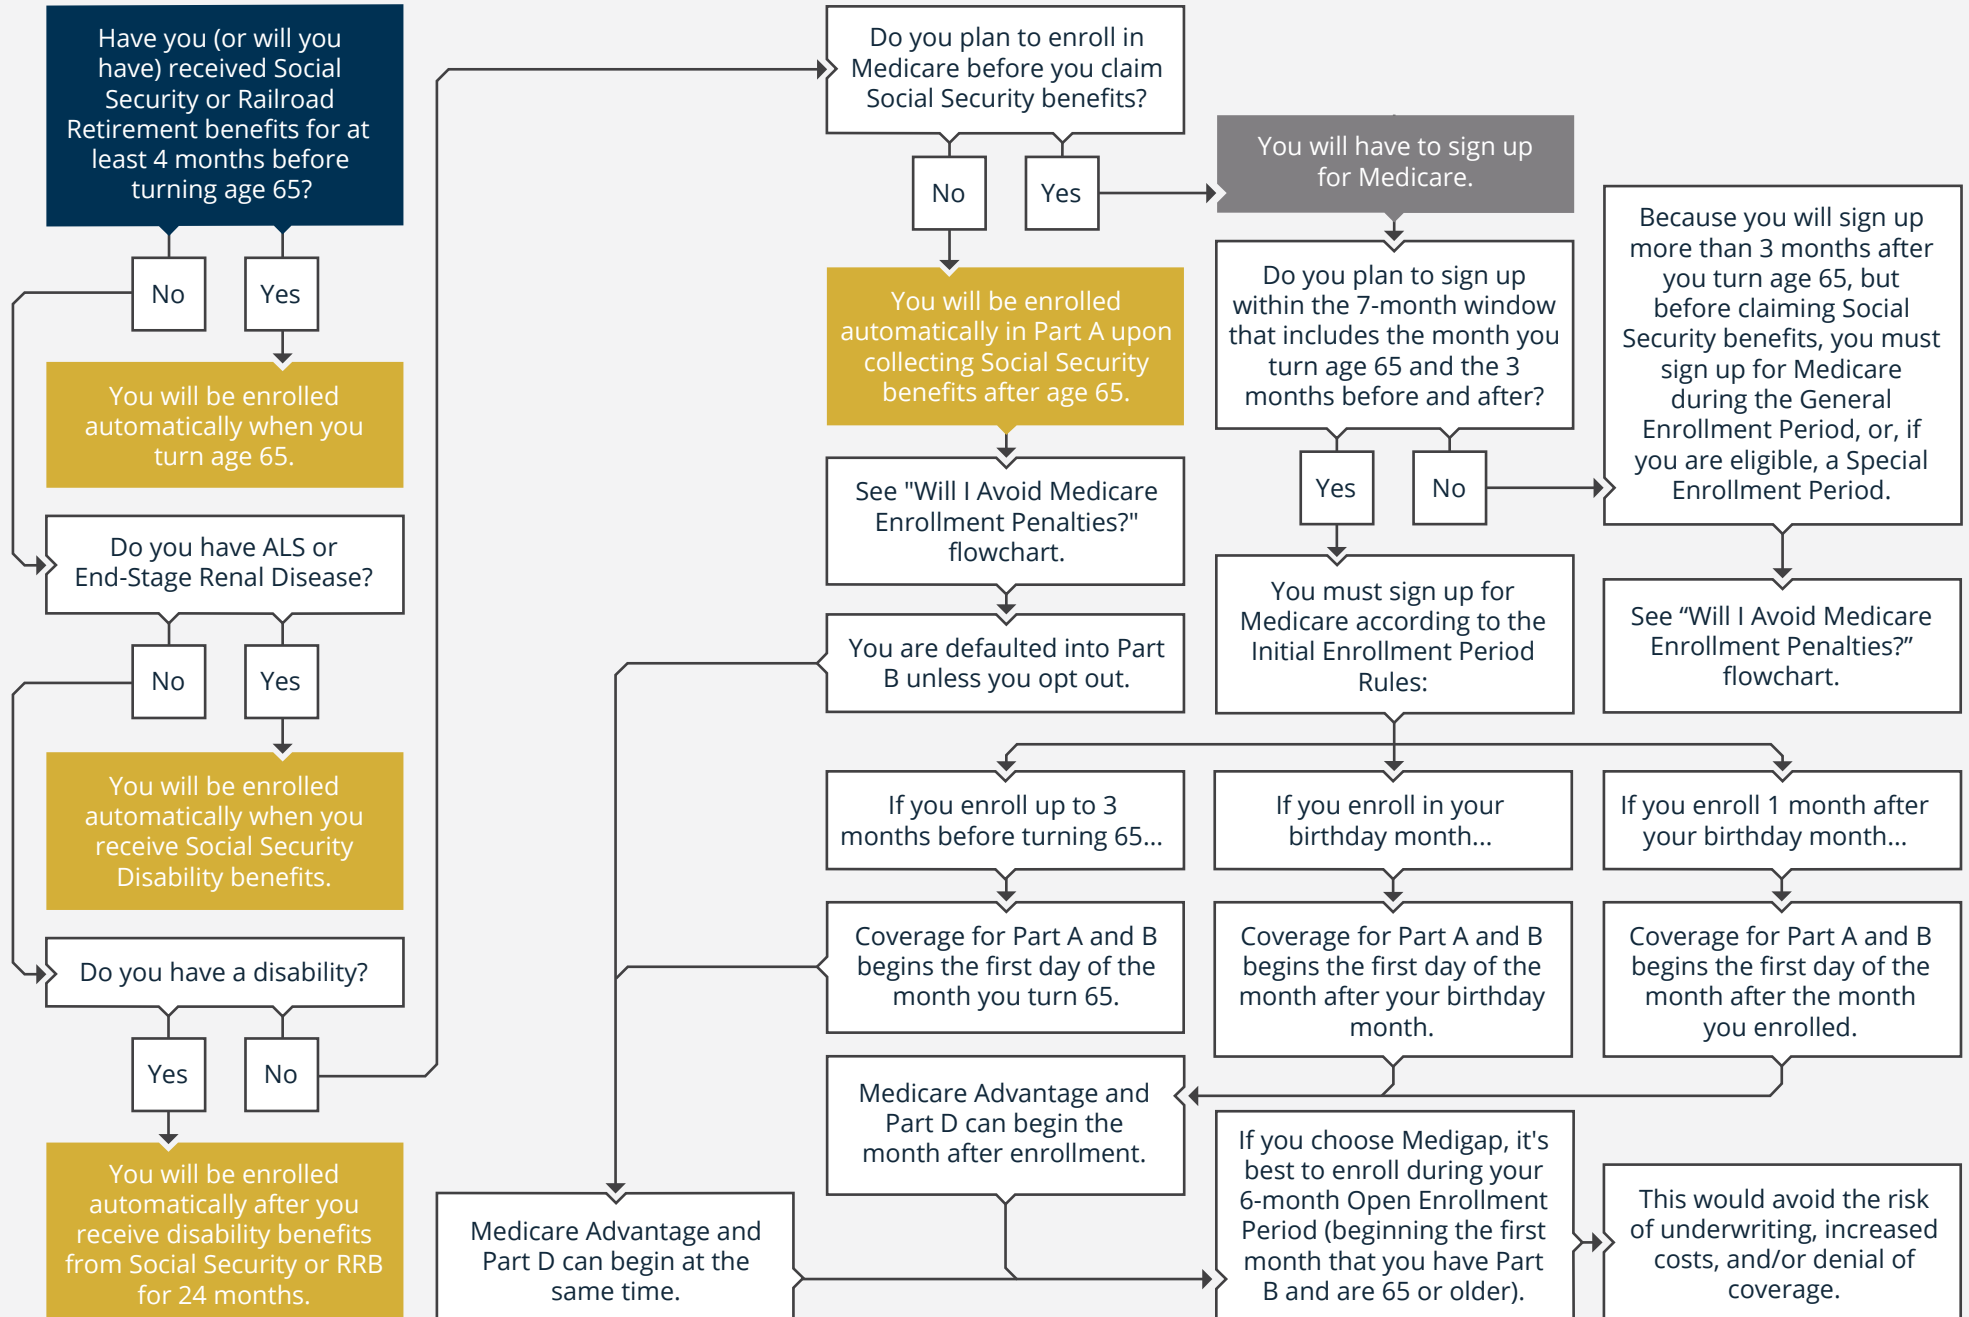 Have you (or will you
have) received Social
Security or Railroad
Retirement benefits for at
least 4 months before
turning age 65?
No
Yes
You will be enrolled
automatically when you
turn age 65.
Do you have ALS or
End-Stage Renal Disease?
No
Yes
You will be enrolled
automatically when you
receive Social Security
Disability benefits.
Do you have a disability?
Yes
No
You will be enrolled
automatically after you
receive disability benefits
from Social Security or RRB
for 24 months.
Do you plan to enroll in
Medicare before you claim
Social Security benefits?
No
Yes
You will be enrolled
automatically in Part A upon
collecting Social Security
benefits after age 65.
See "Will I Avoid Medicare
Enrollment Penalties?"
flowchart.
You are defaulted into Part
B unless you opt out.
You will have to sign up
for Medicare.
Do you plan to sign up
within the 7-month window
that includes the month you
turn age 65 and the 3
months before and after?
Yes
No
Because you will sign up
more than 3 months after
you turn age 65, but
before claiming Social
Security benefits, you must
sign up for Medicare
during the General
Enrollment Period, or, if
you are eligible, a Special
Enrollment Period.
See “Will I Avoid Medicare
Enrollment Penalties?”
flowchart.
You must sign up for
Medicare according to the
Initial Enrollment Period
Rules:
If you enroll up to 3
months before turning 65...
If you enroll in your
birthday month...
If you enroll 1 month after
your birthday month...
Coverage for Part A and B
begins the first day of the
month you turn 65.
Coverage for Part A and B
begins the first day of the
month after your birthday
month.
Coverage for Part A and B
begins the first day of the
month after the month
you enrolled.
Medicare Advantage and
Part D can begin the
month after enrollment.
Medicare Advantage and
Part D can begin at the
same time.
If you choose Medigap, it's
best to enroll during your
6-month Open Enrollment
Period (beginning the first
month that you have Part
B and are 65 or older).
This would avoid the risk
of underwriting, increased
costs, and/or denial of
coverage.